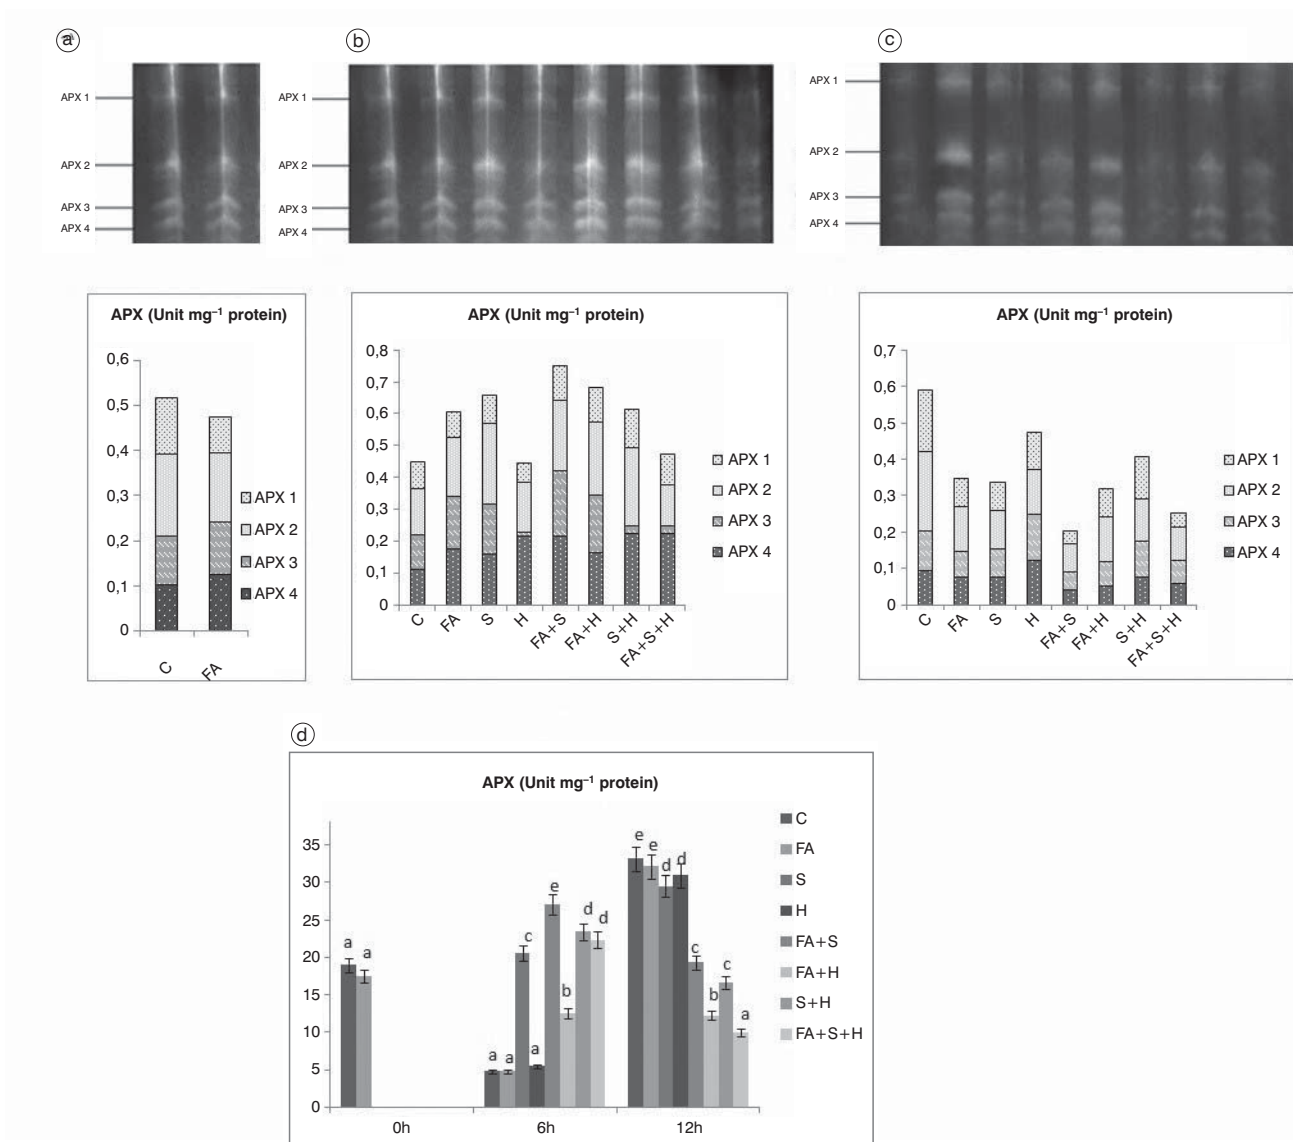 a
b
c
APX 1
APX 2
APX 3
APX 4
APX 1
APX 2
APX 3
APX 4
APX 1
APX 2
APX 3
APX 4
APX (Unit mg⁻¹ protein)
0,6
0,5
0,4
0,3
0,2
0,1
0
C
FA
APX 1
APX 2
APX 3
APX 4
APX (Unit mg⁻¹ protein)
0,8
0,7
0,6
0,5
0,4
0,3
0,2
0,1
0
C
FA
S
H
FA+S
FA+H
S+H
FA+S+H
APX 1
APX 2
APX 3
APX 4
APX (Unit mg⁻¹ protein)
0,7
0,6
0,5
0,4
0,3
0,2
0,1
0
C
FA
S
H
FA+S
FA+H
S+H
FA+S+H
APX 1
APX 2
APX 3
APX 4
d
APX (Unit mg⁻¹ protein)
35
30
25
20
15
10
5
0
a a
a a c a e b d d
e e d d c b c a
0h 6h 12h
C
FA
S
H
FA+S
FA+H
S+H
FA+S+H